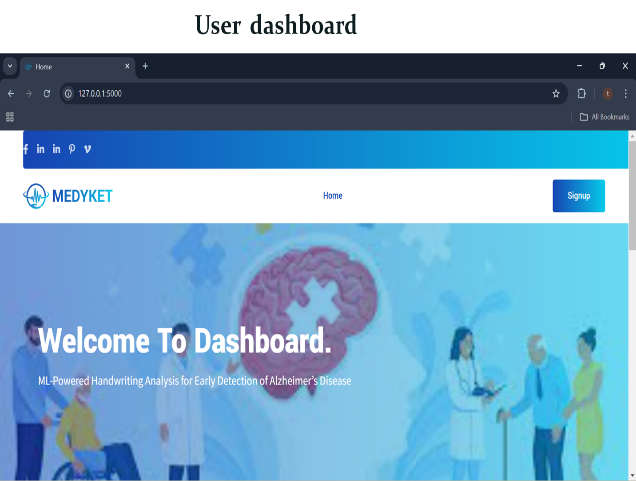 User dashboard
Home
127.0.0.1:5000
t
All Bookmarks
MEDYKET
Home
Signup
Welcome To Dashboard.
ML-Powered Handwriting Analysis for Early Detection of Alzheimer's Disease